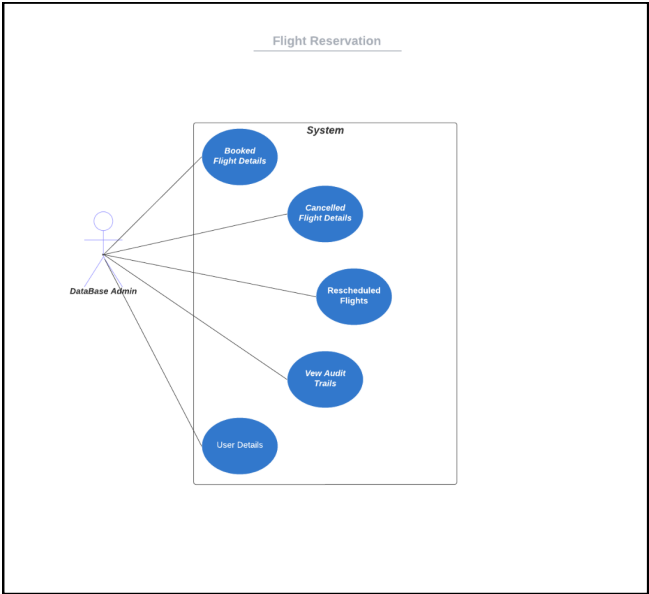 Flight Reservation
System
Booked
Flight Details
Cancelled
Flight Details
DataBase Admin
Rescheduled
Flights
Vew Audit
Trails
User Details